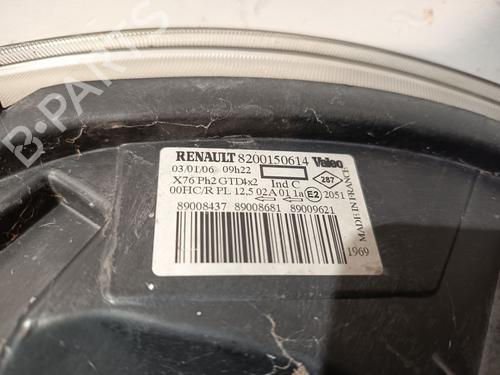 B-Parts
RENAULT 8200150614 Valeo
03/01/06 09h22
X76 Ph2 GTD4x2 Ind C 287
00HC/R PL 12,5 02A 01 1a E2 2051
89008437 89008681 89009621
MADE IN FRANCE
1969